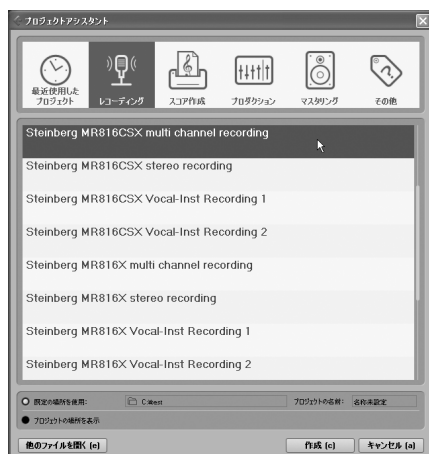 プロジェクトアシスタント
最近使用した
プロジェクト
レコーディング
スコア作成
プロダクション
マスタリング
その他
Steinberg MR816CSX multi channel recording
Steinberg MR816CSX stereo recording
Steinberg MR816CSX Vocal-Inst Recording 1
Steinberg MR816CSX Vocal-Inst Recording 2
Steinberg MR816X multi channel recording
Steinberg MR816X stereo recording
Steinberg MR816X Vocal-Inst Recording 1
Steinberg MR816X Vocal-Inst Recording 2
既定の場所を使用:
プロジェクトの名前:
名称未設定
プロジェクトの場所を表示
他のファイルを開く (e)
作成 (c)
キャンセル (a)